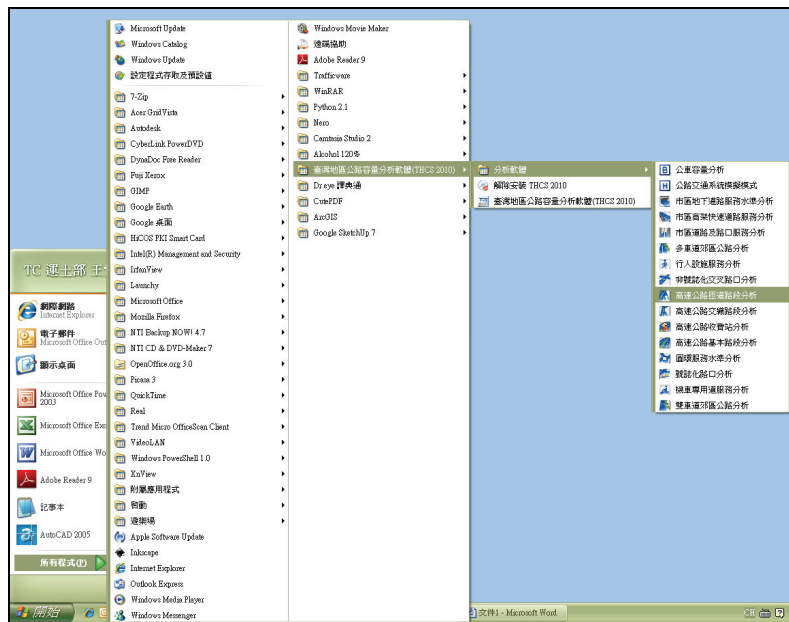 Microsoft Update
Windows Catalog
Windows Update
設定程式存取及預設值
7-Zip
Acer GridVista
Autodesk
CyberLink PowerDVD
DynaDoc Free Reader
Fuji Xerox
GIMP
Google Earth
Google 桌面
HiCOS PKI Smart Card
Intel(R) Management and Security
IrfanView
Launchy
Microsoft Office
Mozilla Firefox
NTI Backup NOW! 4.7
NTI CD & DVD-Maker 7
OpenOffice.org 3.0
Picasa 3
QuickTime
Real
Trend Micro OfficeScan Client
VideoLAN
Windows PowerShell 1.0
XnView
附屬應用程式
啟動
遊樂場
Apple Software Update
Inkscape
Internet Explorer
Outlook Express
Windows Media Player
Windows Messenger
Windows Movie Maker
遠端協助
Adobe Reader 9
Trafficware
WinRAR
Python 2.1
Nero
Camtasia Studio 2
Alcohol 120%
臺灣地區公路容量分析軟體(THCS 2010)
Dr.eye 譯典通
CutePDF
ArcGIS
Google SketchUp 7
分析軟體
解除安裝 THCS 2010
臺灣地區公路容量分析軟體(THCS 2010)
公車容量分析
公路交通系統模擬模式
市區地下道路服務水準分析
市區高架快速道路服務分析
市區道路及路口服務分析
多車道郊區公路分析
行人設施服務分析
非號誌化交叉路口分析
高速公路匝道路段分析
高速公路交織路段分析
高速公路收費站分析
高速公路基本路段分析
圓環服務水準分析
號誌化路口分析
機車專用道服務分析
雙車道郊區公路分析
TC 運土部 王
網際網路
Internet Explorer
電子郵件
Microsoft Office Out
顯示桌面
Microsoft Office Pow
2003
Microsoft Office Exc
Microsoft Office Wo
Adobe Reader 9
記事本
AutoCAD 2005
所有程式(P)
開始
文件1 - Microsoft Word
CH